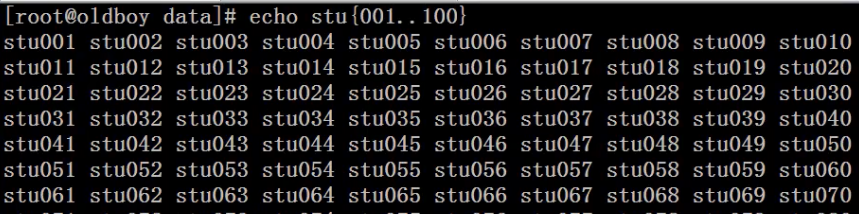 [root@oldboy data]# echo stu{001..100}
stu001 stu002 stu003 stu004 stu005 stu006 stu007 stu008 stu009 stu010
stu011 stu012 stu013 stu014 stu015 stu016 stu017 stu018 stu019 stu020
stu021 stu022 stu023 stu024 stu025 stu026 stu027 stu028 stu029 stu030
stu031 stu032 stu033 stu034 stu035 stu036 stu037 stu038 stu039 stu040
stu041 stu042 stu043 stu044 stu045 stu046 stu047 stu048 stu049 stu050
stu051 stu052 stu053 stu054 stu055 stu056 stu057 stu058 stu059 stu060
stu061 stu062 stu063 stu064 stu065 stu066 stu067 stu068 stu069 stu070